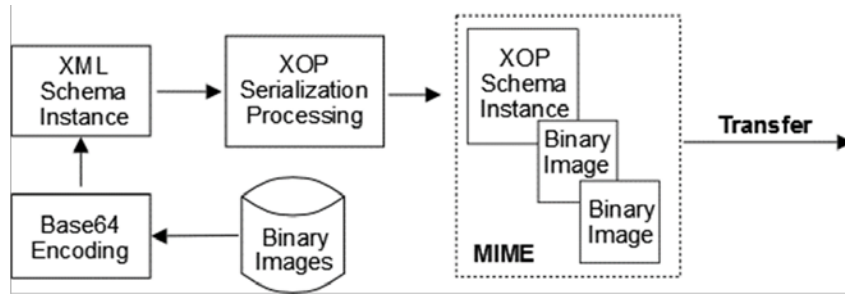 XML
Schema
Instance
XOP
Serialization
Processing
XOP
Schema
Instance
Binary
Image
Binary
Image
MIME
Transfer
Base64
Encoding
Binary
Images